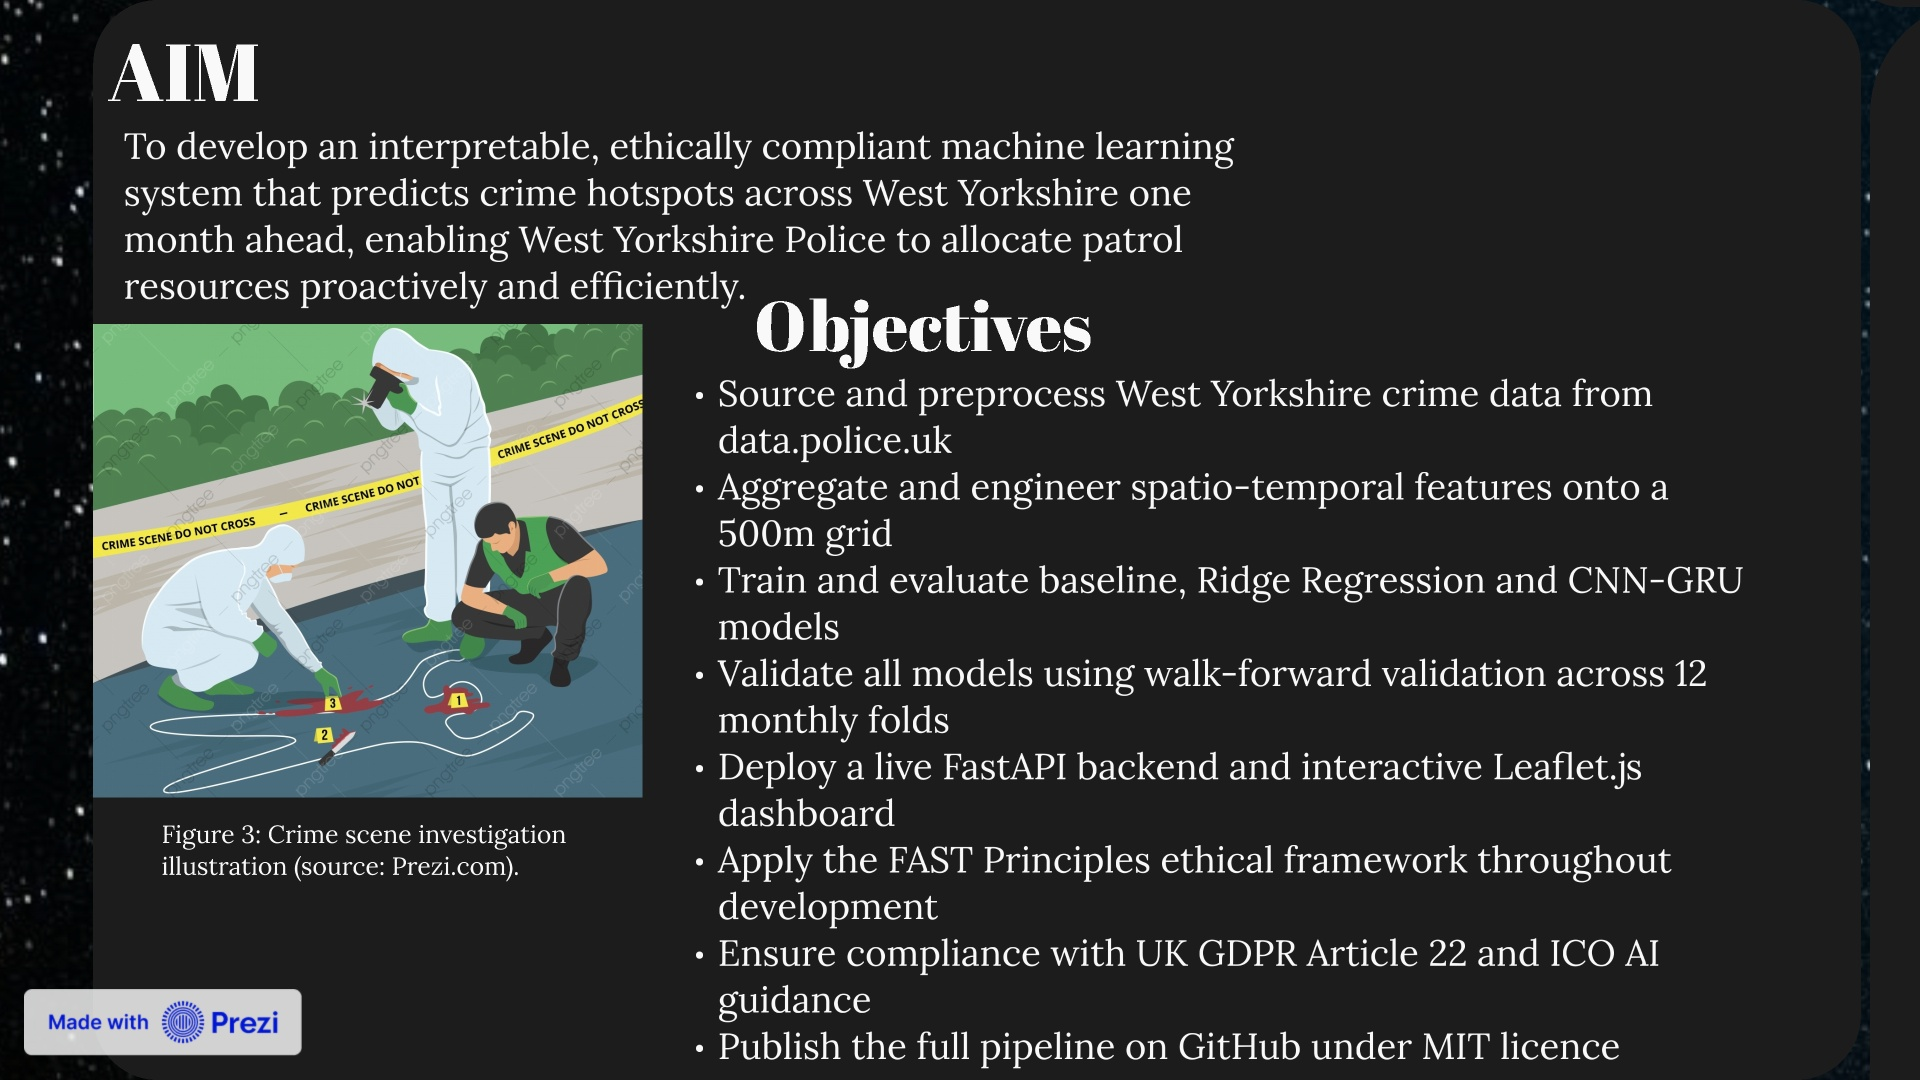 AIM
To develop an interpretable, ethically compliant machine learning
system that predicts crime hotspots across West Yorkshire one
month ahead, enabling West Yorkshire Police to allocate patrol
resources proactively and efficiently.
Objectives
• Source and preprocess West Yorkshire crime data from
data.police.uk
• Aggregate and engineer spatio-temporal features onto a
500m grid
• Train and evaluate baseline, Ridge Regression and CNN-GRU
models
• Validate all models using walk-forward validation across 12
monthly folds
• Deploy a live FastAPI backend and interactive Leaflet.js
dashboard
• Apply the FAST Principles ethical framework throughout
development
• Ensure compliance with UK GDPR Article 22 and ICO AI
guidance
• Publish the full pipeline on GitHub under MIT licence
CRIME SCENE DO NOT CROSS – CRIME SCENE DO NOT
CRIME SCENE DO NOT CROSS
3
1
2
pngtree
Figure 3: Crime scene investigation
illustration (source: Prezi.com).
Made with Prezi